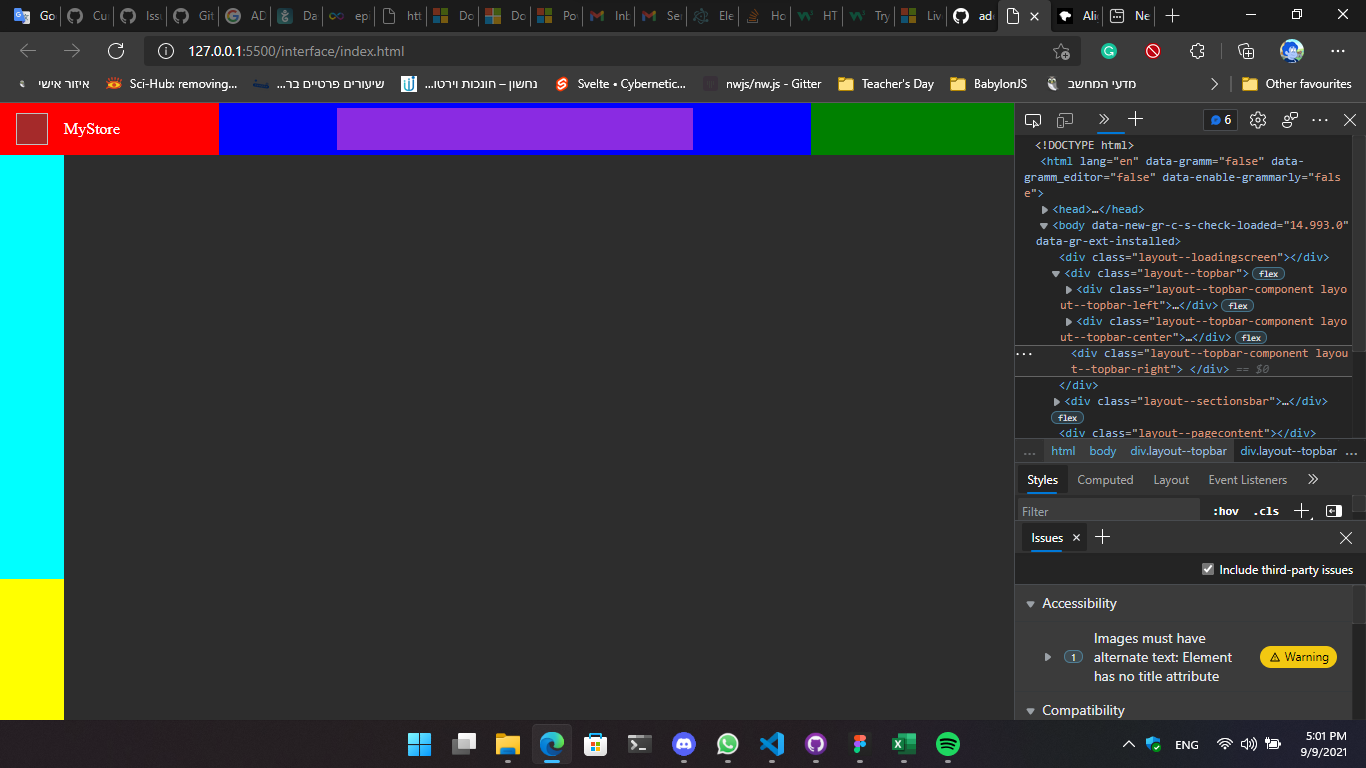 Go Cu Iss Git AD Da ep htt Do Do Po Inb Se Ele Ho HT Try Liv ad Ali Ne
127.0.0.1:5500/interface/index.html
איזור אישי Sci-Hub: removing... שיעורים פרטיים בר... נחשון – חונכות וירטו... Svelte • Cybernetic... nwjs/nw.js - Gitter Teacher's Day BabylonJS מדעי המחשב Other favourites
MyStore
6
<!DOCTYPE html>
<html lang="en" data-gramm="false" data-
gramm_editor="false" data-enable-grammarly="fals
e">
<head>…</head>
<body data-new-gr-c-s-check-loaded="14.993.0"
data-gr-ext-installed>
<div class="layout--loadingscreen"></div>
<div class="layout--topbar"> flex
<div class="layout--topbar-component layo
ut--topbar-left">…</div> flex
<div class="layout--topbar-component layo
ut--topbar-center">…</div> flex
<div class="layout--topbar-component layou
t--topbar-right"> </div> == $0
</div>
<div class="layout--sectionsbar">…</div>
flex
<div class="layout--pagecontent"></div>
... html body div.layout--topbar div.layout--topbar ...
Styles Computed Layout Event Listeners
Filter :hov .cls
Issues
Include third-party issues
Accessibility
1 Images must have
alternate text: Element
has no title attribute
Warning
Compatibility
ENG
5:01 PM
9/9/2021